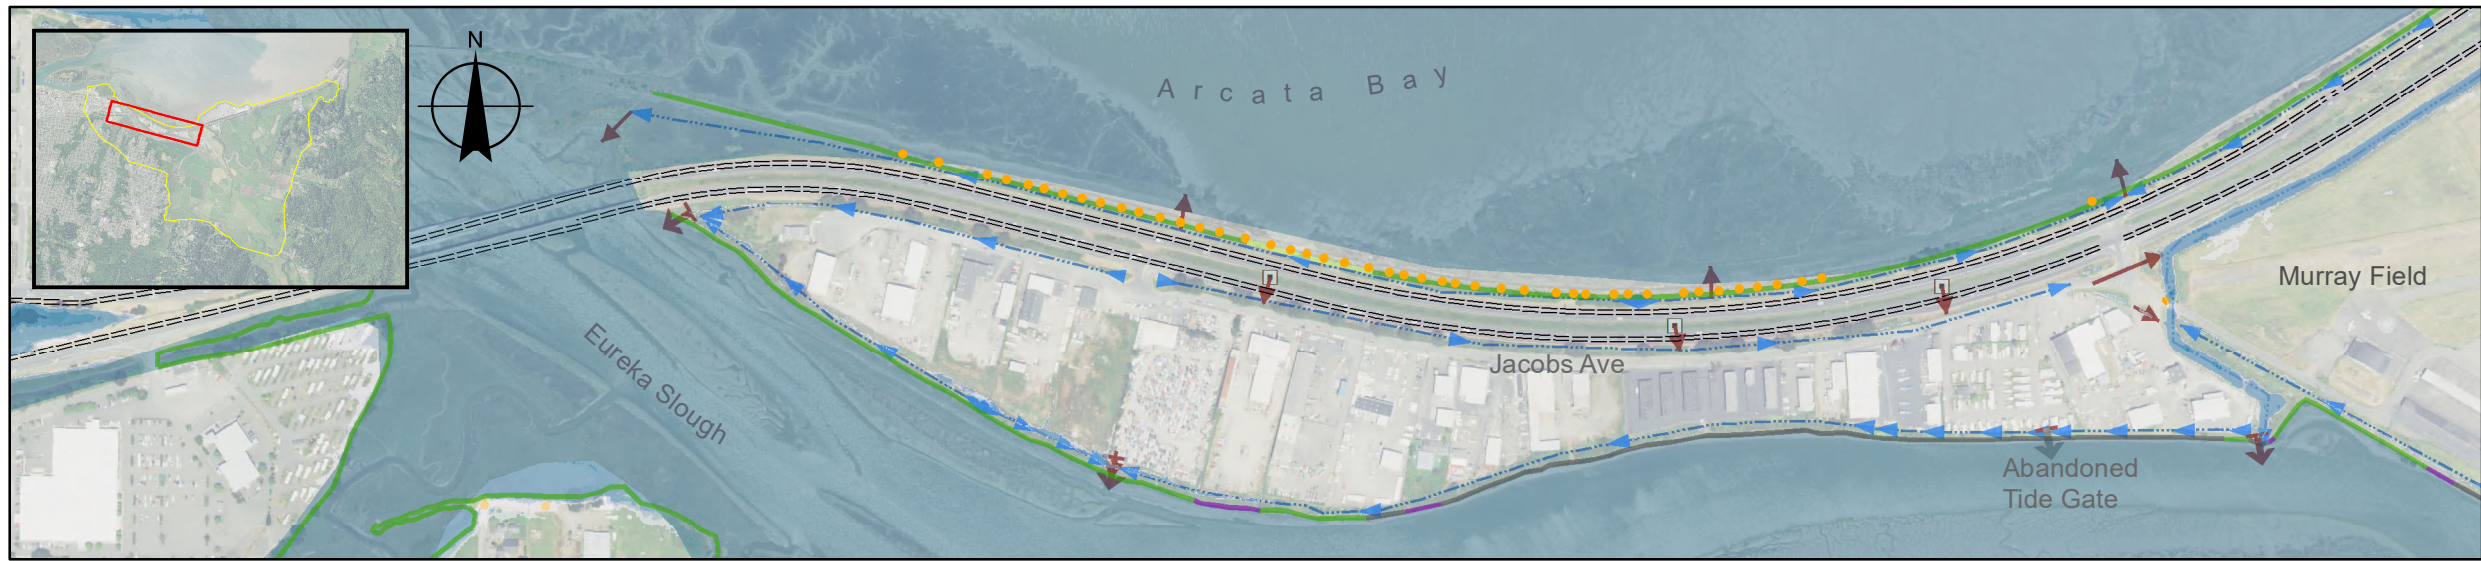 N
Arcata Bay
Murray Field
Eureka Slough
Jacobs Ave
Abandoned
Tide Gate